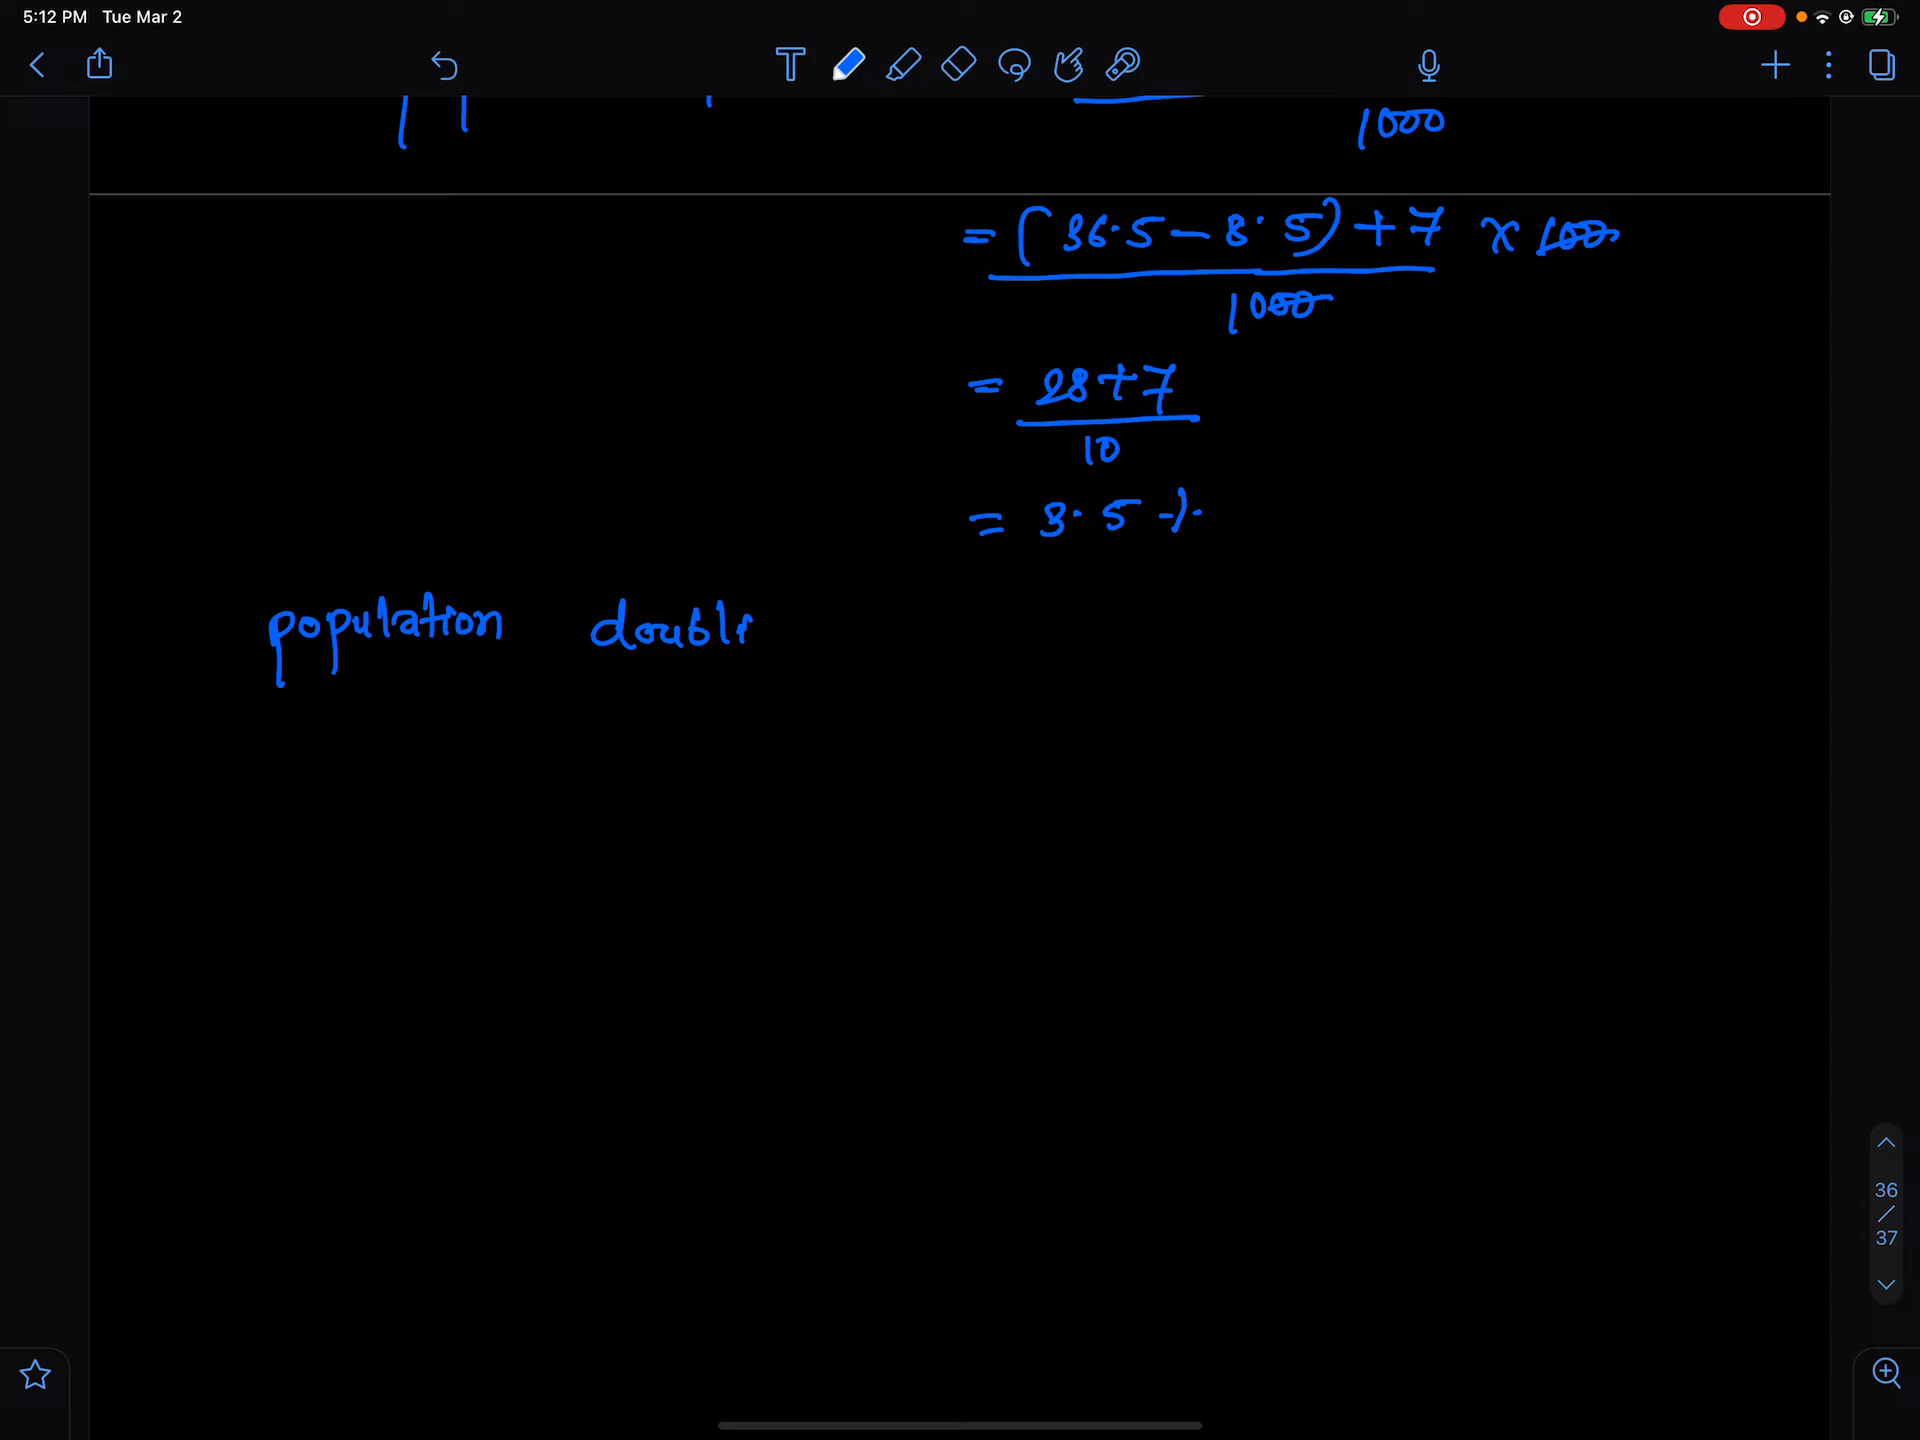 5:12 PM Tue Mar 2
1000
= (36.5 - 8.5) + 7 x 100
1000
= 28+7
10
= 3.5 %
population double
36
/
37